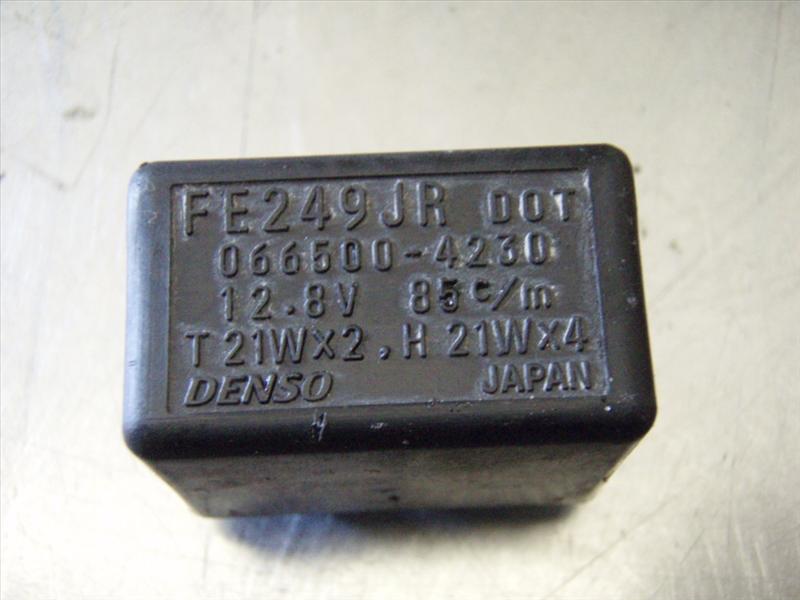 FE249JR DOT
066500-4230
12.8V 85c/m
T 21W×2, H 21W×4
DENSO JAPAN